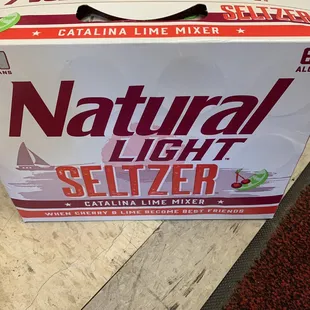 SELTZER
CATALINA LIME MIXER
Natural
LIGHT
SELTZER
CATALINA LIME MIXER
WHEN CHERRY & LIME BECOME BEST FRIENDS